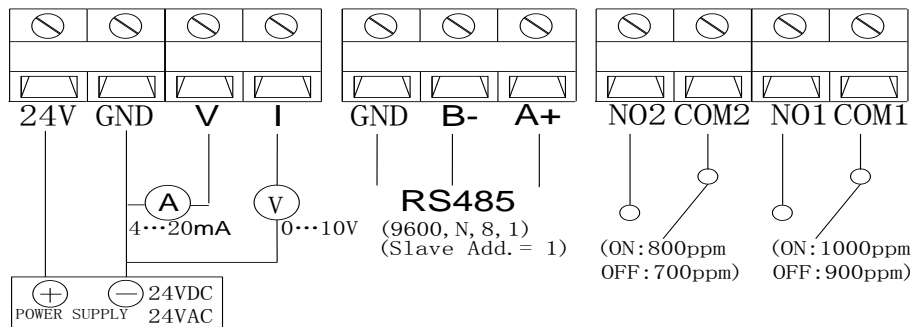 24V GND V I GND B- A+ NO2 COM2 NO1 COM1
A V
4···20mA 0···10V
RS485
(9600, N, 8, 1)
(Slave Add. = 1)
(ON:800ppm
OFF:700ppm)
(ON:1000ppm
OFF:900ppm)
24VDC
POWER SUPPLY 24VAC